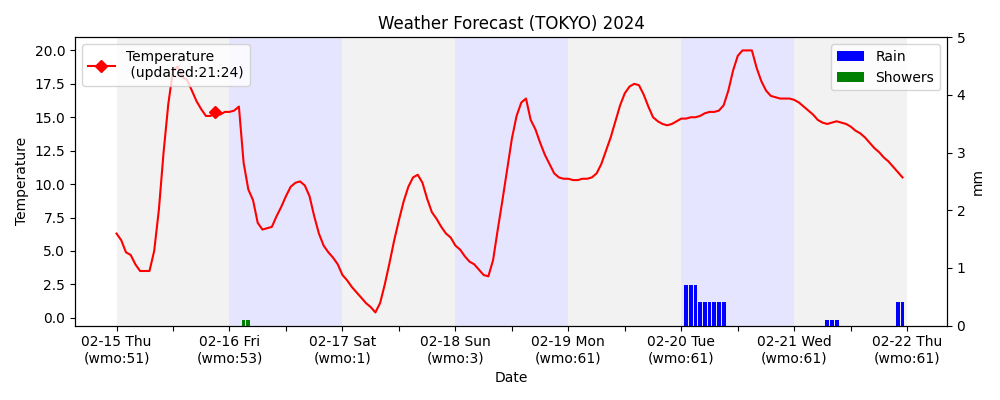 Weather Forecast (TOKYO) 2024
Temperature
(updated:21:24)
Rain
Showers
Temperature
20.0
17.5
15.0
12.5
10.0
7.5
5.0
2.5
0.0
5
4
3
2
1
0
mm
02-15 Thu
(wmo:51)
02-16 Fri
(wmo:53)
02-17 Sat
(wmo:1)
02-18 Sun
(wmo:3)
02-19 Mon
(wmo:61)
02-20 Tue
(wmo:61)
02-21 Wed
(wmo:61)
02-22 Thu
(wmo:61)
Date